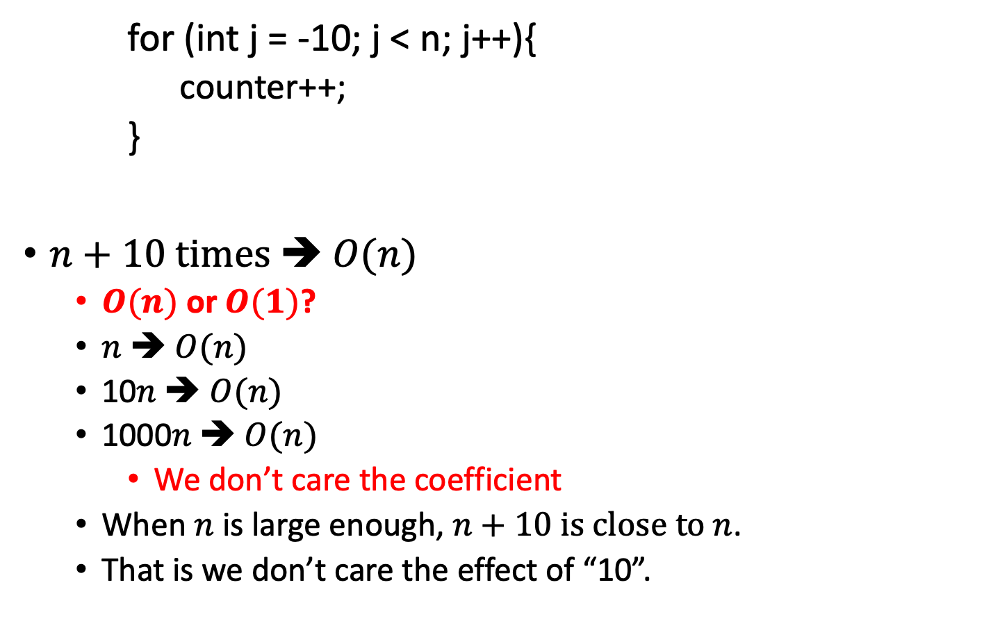 for (int j = -10; j < n; j++){
counter++;
}
• n + 10 times ➔ O(n)
• O(n) or O(1)?
• n ➔ O(n)
• 10n ➔ O(n)
• 1000n ➔ O(n)
• We don’t care the coefficient
• When n is large enough, n + 10 is close to n.
• That is we don’t care the effect of “10”.